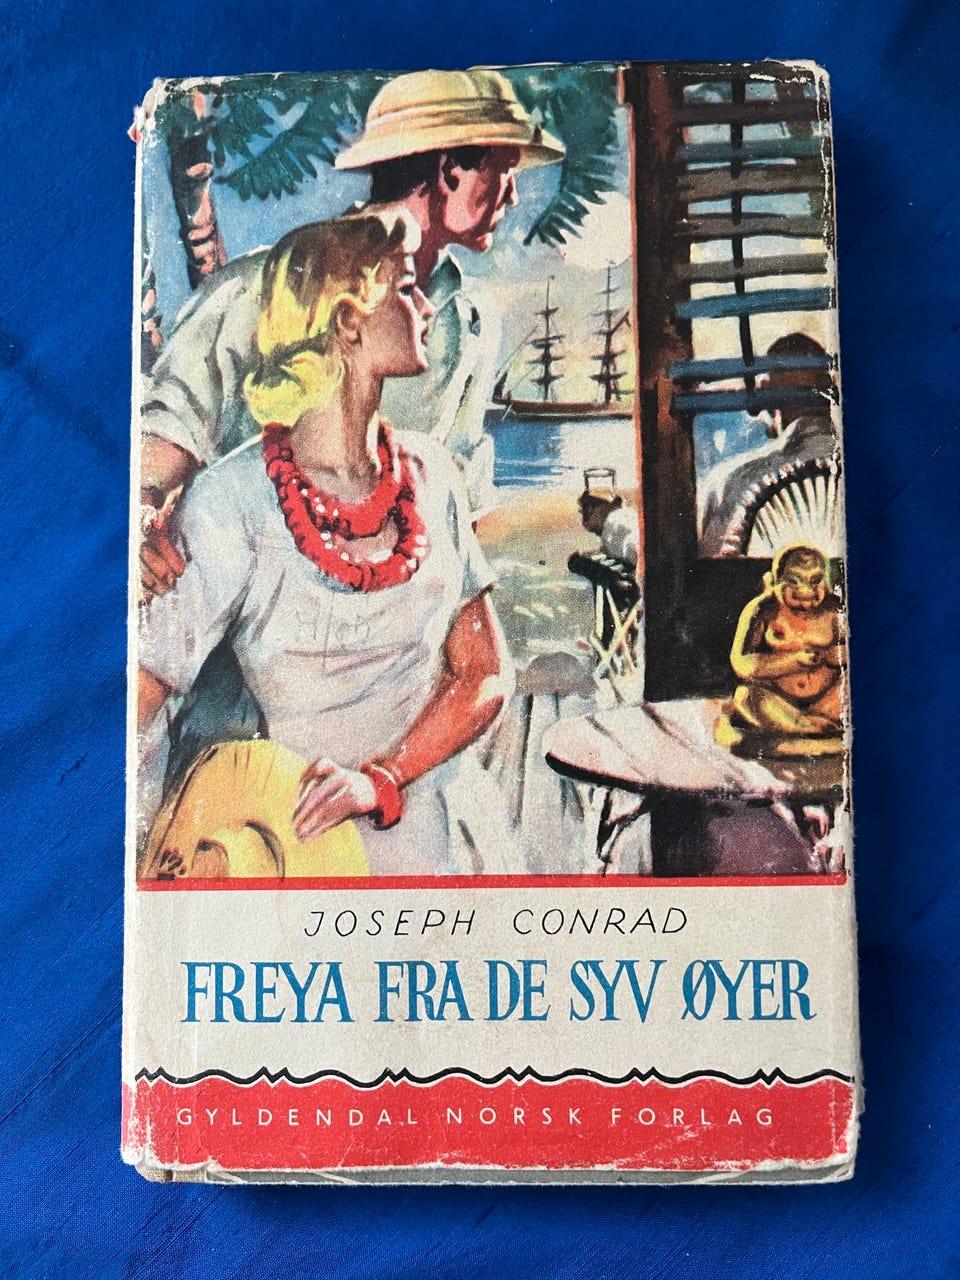 JOSEPH CONRAD
FREYA FRA DE SYV ØYER
GYLDENDAL NORSK FORLAG